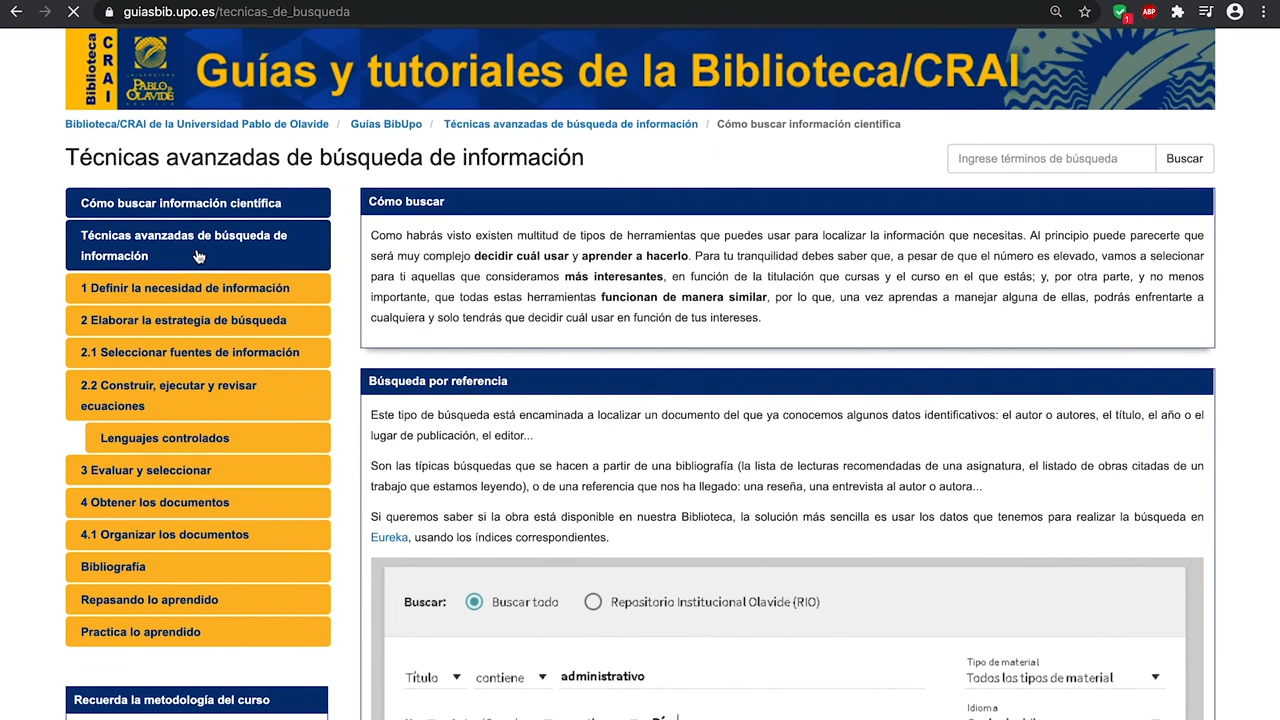 guiasbib.upo.es/tecnicas_de_busqueda
1
ABP
Biblioteca
CRAI
UNIVERSIDAD
PABLO DE
OLAVIDE
SEVILLA
Guías y tutoriales de la Biblioteca/CRAI
Biblioteca/CRAI de la Universidad Pablo de Olavide / Guías BibUpo / Técnicas avanzadas de búsqueda de información / Cómo buscar información científica
Técnicas avanzadas de búsqueda de información
Ingrese términos de búsqueda
Buscar
Cómo buscar información científica
Técnicas avanzadas de búsqueda de
información
1 Definir la necesidad de información
2 Elaborar la estrategia de búsqueda
2.1 Seleccionar fuentes de información
2.2 Construir, ejecutar y revisar
ecuaciones
Lenguajes controlados
3 Evaluar y seleccionar
4 Obtener los documentos
4.1 Organizar los documentos
Bibliografía
Repasando lo aprendido
Practica lo aprendido
Recuerda la metodología del curso
Cómo buscar
Como habrás visto existen multitud de tipos de herramientas que puedes usar para localizar la información que necesitas. Al principio puede parecerte que
será muy complejo decidir cuál usar y aprender a hacerlo. Para tu tranquilidad debes saber que, a pesar de que el número es elevado, vamos a seleccionar
para ti aquellas que consideramos más interesantes, en función de la titulación que cursas y el curso en el que estás; y, por otra parte, y no menos
importante, que todas estas herramientas funcionan de manera similar, por lo que, una vez aprendas a manejar alguna de ellas, podrás enfrentarte a
cualquiera y solo tendrás que decidir cuál usar en función de tus intereses.
Búsqueda por referencia
Este tipo de búsqueda está encaminada a localizar un documento del que ya conocemos algunos datos identificativos: el autor o autores, el título, el año o el
lugar de publicación, el editor...
Son las típicas búsquedas que se hacen a partir de una bibliografía (la lista de lecturas recomendadas de una asignatura, el listado de obras citadas de un
trabajo que estamos leyendo), o de una referencia que nos ha llegado: una reseña, una entrevista al autor o autora...
Si queremos saber si la obra está disponible en nuestra Biblioteca, la solución más sencilla es usar los datos que tenemos para realizar la búsqueda en
Eureka, usando los índices correspondientes.
Buscar: Buscar todo Repositorio Institucional Olavide (RIO)
Título contiene administrativo
Tipo de material
Todos los tipos de material
Idioma